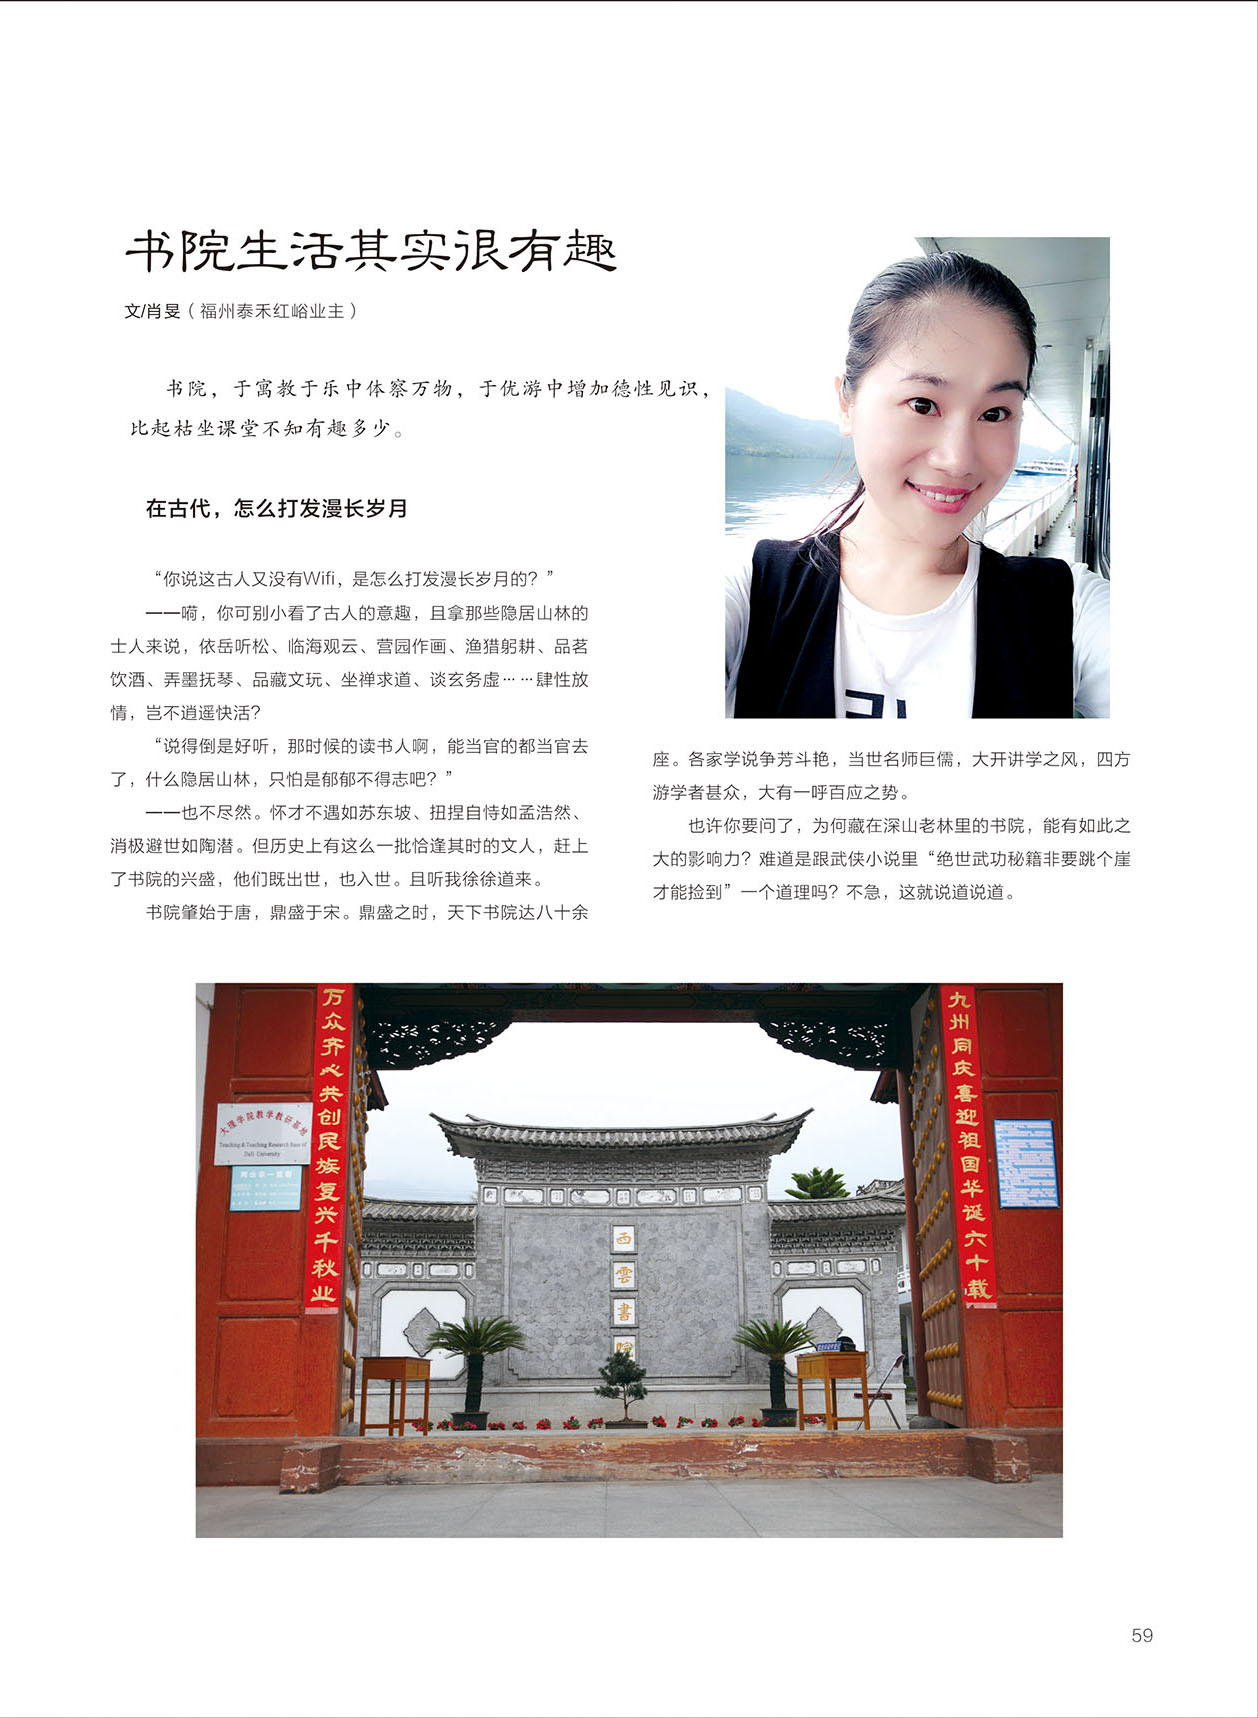 书院生活其实很有趣
文/肖旻（福州泰禾红峪业主）
书院，于寓教于乐中体察万物，于优游中增加德性见识，
比起枯坐课堂不知有趣多少。
在古代，怎么打发漫长岁月
“你说这古人又没有Wifi，是怎么打发漫长岁月的？”
——嗬，你可别小看了古人的意趣，且拿那些隐居山林的
士人来说，依岳听松、临海观云、营园作画、渔猎躬耕、品茗
饮酒、弄墨抚琴、品藏文玩、坐禅求道、谈玄务虚……肆性放
情，岂不逍遥快活？
“说得倒是好听，那时候的读书人啊，能当官的都当官去
了，什么隐居山林，只怕是郁郁不得志吧？”
——也不尽然。怀才不遇如苏东坡、扭捏自恃如孟浩然、
消极避世如陶潜。但历史上有这么一批恰逢其时的文人，赶上
了书院的兴盛，他们既出世，也入世。且听我徐徐道来。
书院肇始于唐，鼎盛于宋。鼎盛之时，天下书院达八十余
座。各家学说争芳斗艳，当世名师巨儒，大开讲学之风，四方
游学者甚众，大有一呼百应之势。
也许你要问了，为何藏在深山老林里的书院，能有如此之
大的影响力？难道是跟武侠小说里“绝世武功秘籍非要跳个崖
才能捡到”一个道理吗？不急，这就说道说道。
万众齐心共创民族复兴千秋业
大理学院教学教研基地
Teaching & Teaching Research Base of
Dali University
西雲書院
九州同庆喜迎祖国华诞六十载
59